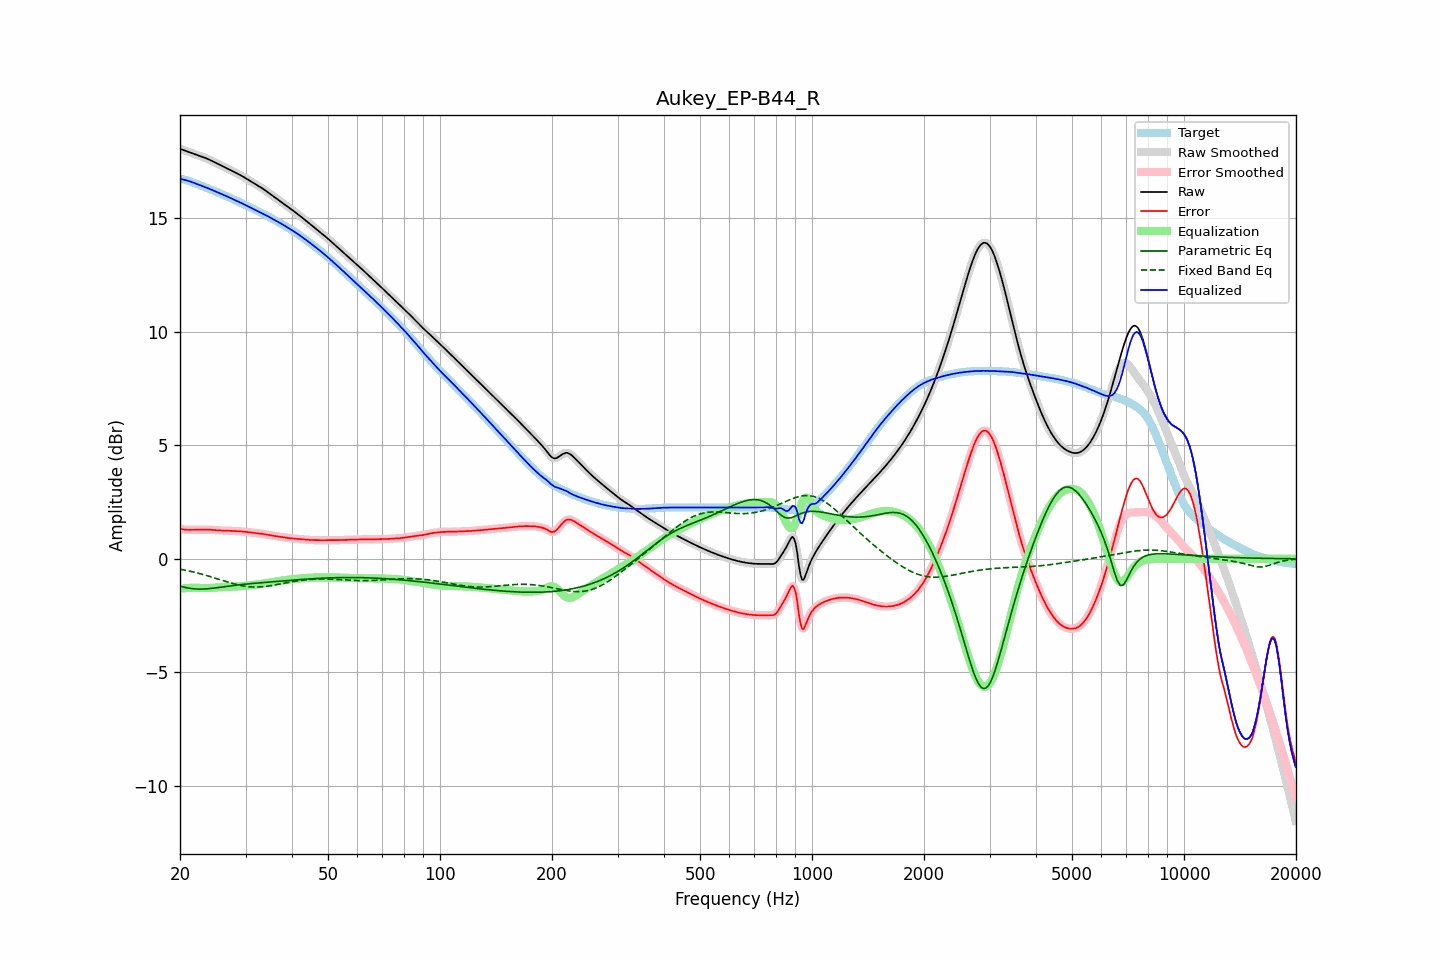 Aukey_EP-B44_R
Target
Raw Smoothed
Error Smoothed
Raw
Error
Equalization
Parametric Eq
Fixed Band Eq
Equalized
Amplitude (dBr)
15
10
5
0
−5
−10
20 50 100 200 500 1000 2000 5000 10000 20000
Frequency (Hz)